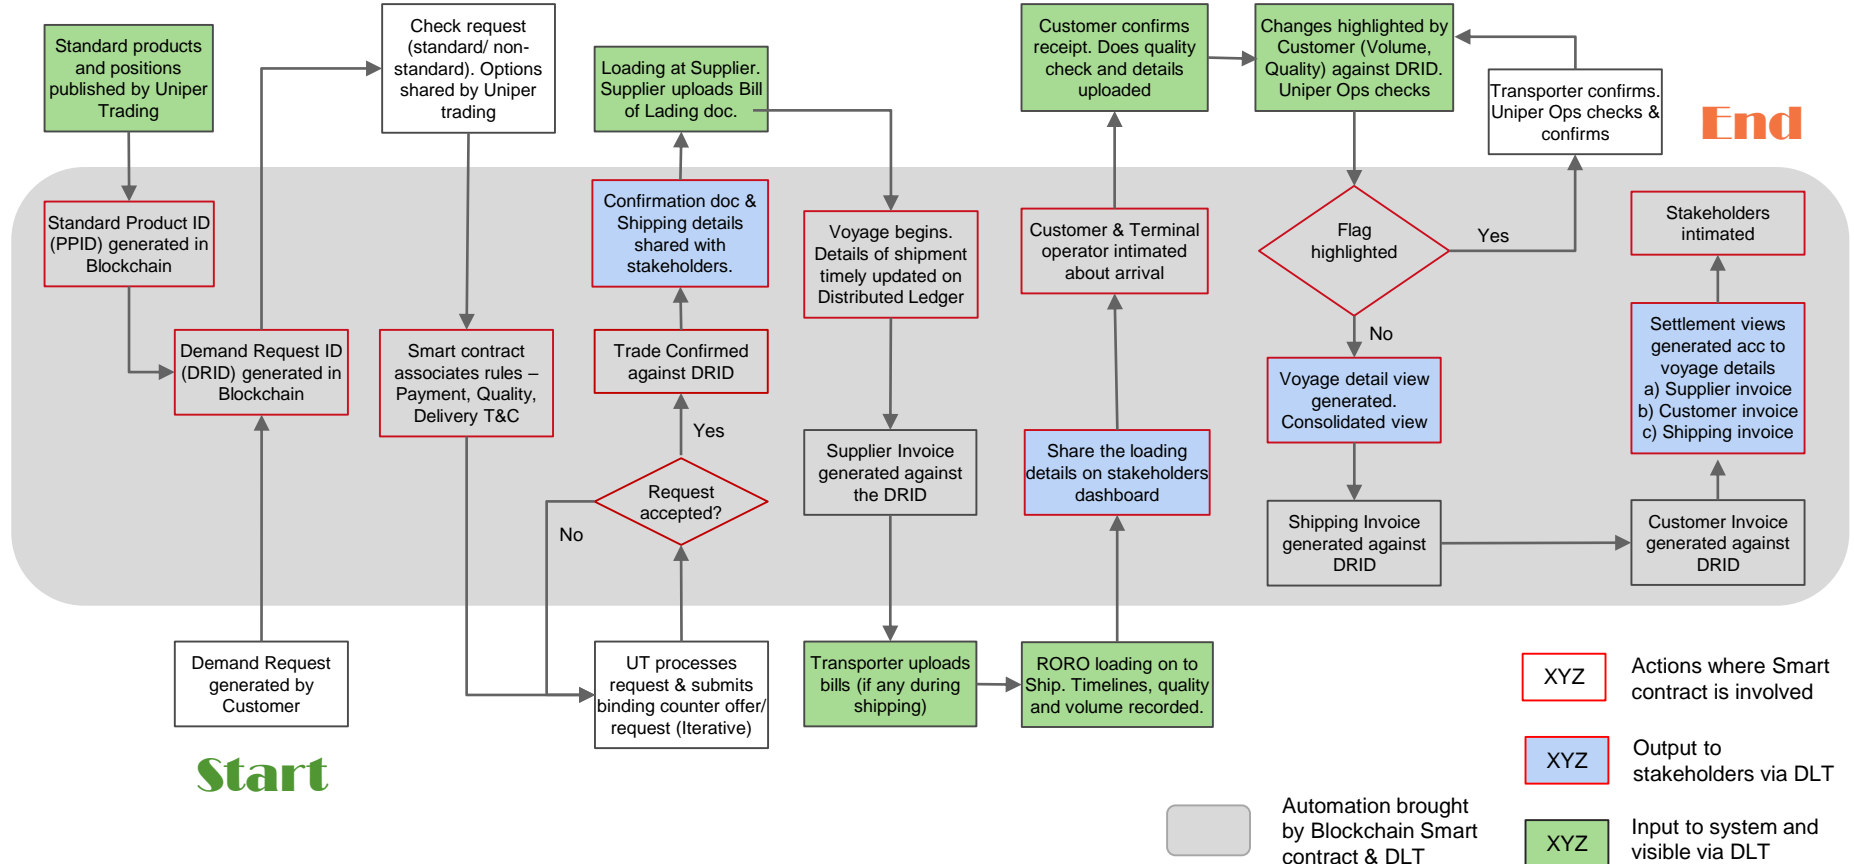 Standard products
and positions
published by Uniper
Trading
Check request
(standard/ non-
standard). Options
shared by Uniper
trading
Loading at Supplier.
Supplier uploads Bill
of Lading doc.
Customer confirms
receipt. Does quality
check and details
uploaded
Changes highlighted by
Customer (Volume,
Quality) against DRID.
Uniper Ops checks
Transporter confirms.
Uniper Ops checks &
confirms
End
Standard Product ID
(PPID) generated in
Blockchain
Confirmation doc &
Shipping details
shared with
stakeholders.
Voyage begins.
Details of shipment
timely updated on
Distributed Ledger
Customer & Terminal
operator intimated
about arrival
Flag
highlighted
Yes
No
Stakeholders
intimated
Demand Request ID
(DRID) generated in
Blockchain
Smart contract
associates rules –
Payment, Quality,
Delivery T&C
Trade Confirmed
against DRID
Yes
Request
accepted?
No
Supplier Invoice
generated against
the DRID
Share the loading
details on stakeholders
dashboard
Voyage detail view
generated.
Consolidated view
Settlement views
generated acc to
voyage details
a) Supplier invoice
b) Customer invoice
c) Shipping invoice
Shipping Invoice
generated against
DRID
Customer Invoice
generated against
DRID
Demand Request
generated by
Customer
Start
UT processes
request & submits
binding counter offer/
request (Iterative)
Transporter uploads
bills (if any during
shipping)
RORO loading on to
Ship. Timelines, quality
and volume recorded.
XYZ
Actions where Smart
contract is involved
XYZ
Output to
stakeholders via DLT
Automation brought
by Blockchain Smart
contract & DLT
XYZ
Input to system and
visible via DLT